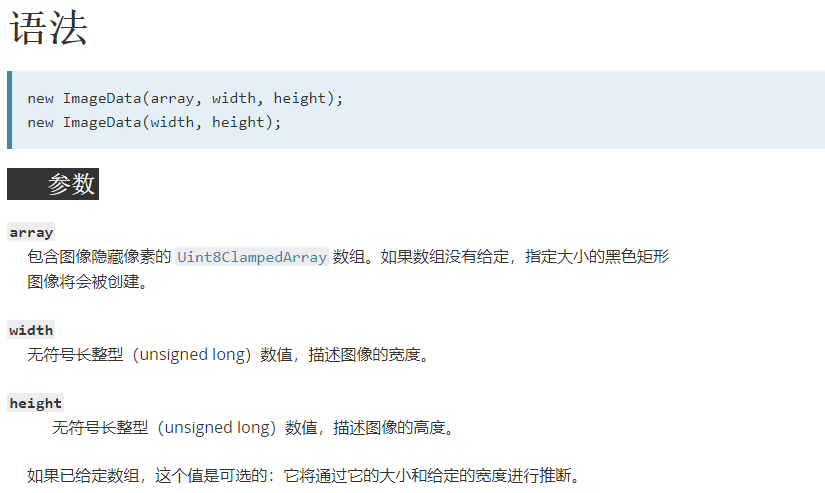 语法
new ImageData(array, width, height);
new ImageData(width, height);
参数
array
包含图像隐藏像素的 Uint8ClampedArray 数组。如果数组没有给定，指定大小的黑色矩形
图像将会被创建。
width
无符号长整型（unsigned long）数值，描述图像的宽度。
height
无符号长整型（unsigned long）数值，描述图像的高度。
如果已给定数组，这个值是可选的：它将通过它的大小和给定的宽度进行推断。